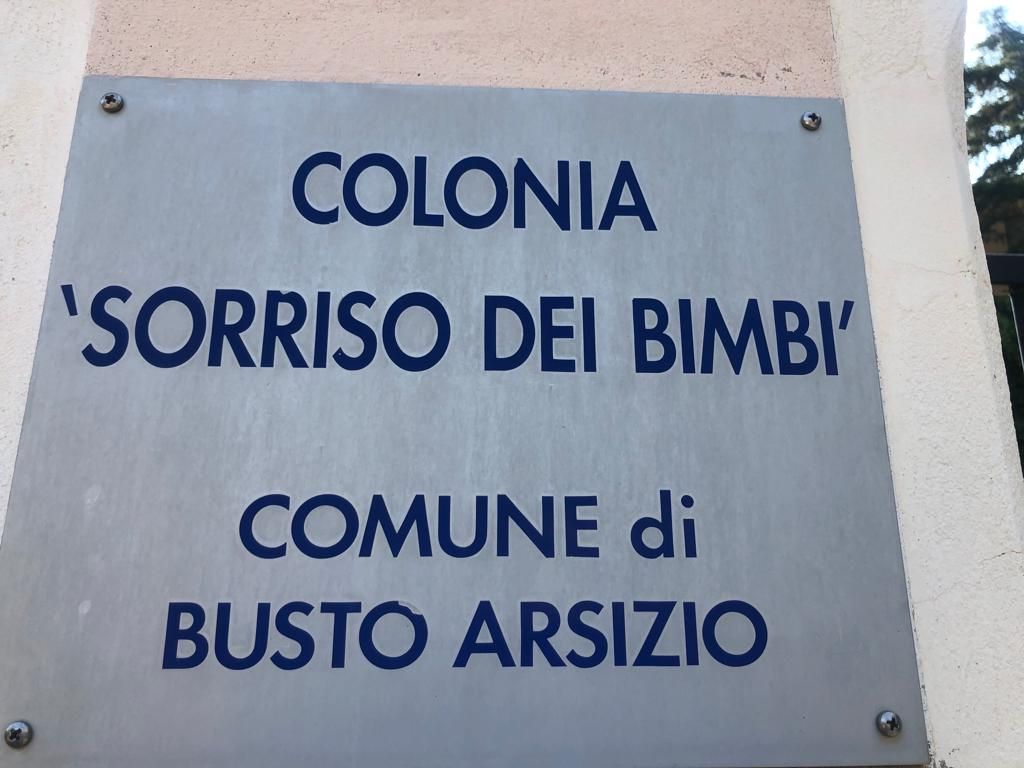 COLONIA
'SORRISO DEI BIMBI'
COMUNE di
BUSTO ARSIZIO